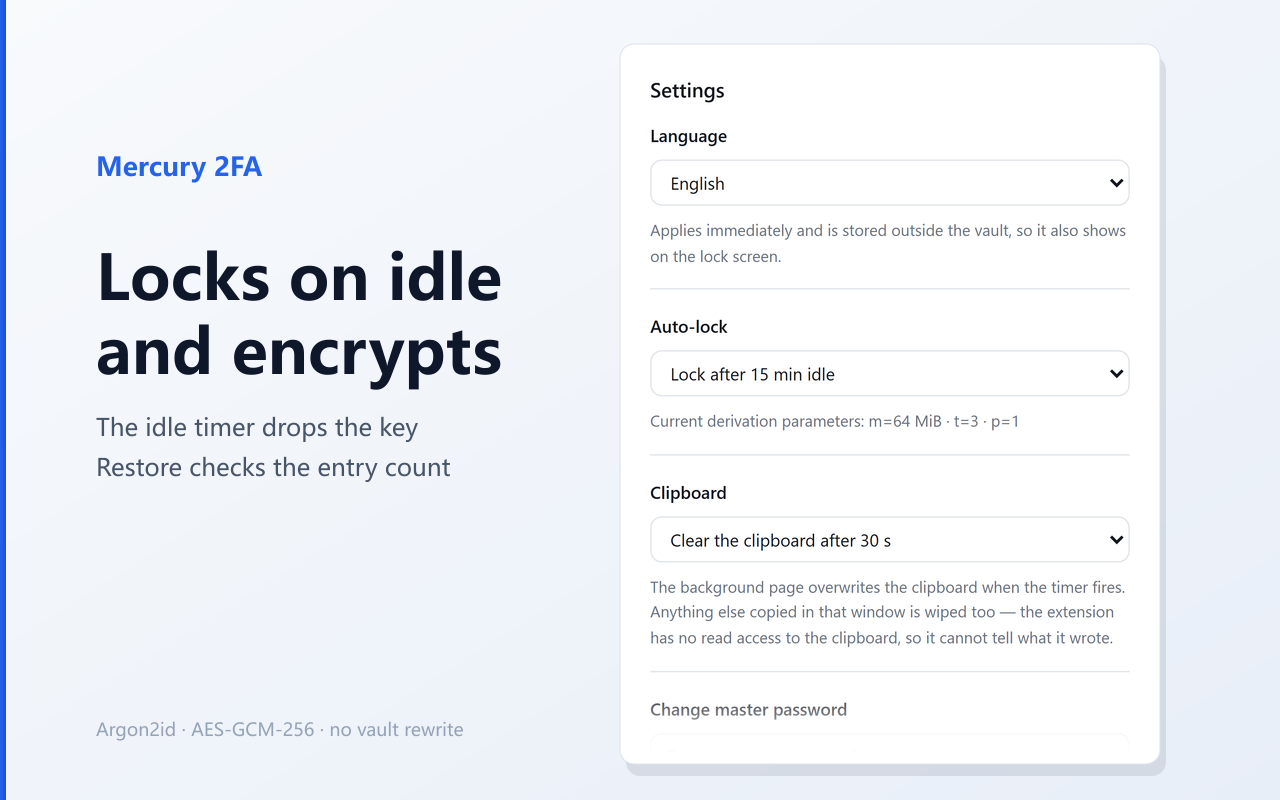 Mercury 2FA
Locks on idle
and encrypts
The idle timer drops the key
Restore checks the entry count
Argon2id · AES-GCM-256 · no vault rewrite
Settings
Language
English
Applies immediately and is stored outside the vault, so it also shows
on the lock screen.
Auto-lock
Lock after 15 min idle
Current derivation parameters: m=64 MiB · t=3 · p=1
Clipboard
Clear the clipboard after 30 s
The background page overwrites the clipboard when the timer fires.
Anything else copied in that window is wiped too — the extension
has no read access to the clipboard, so it cannot tell what it wrote.
Change master password